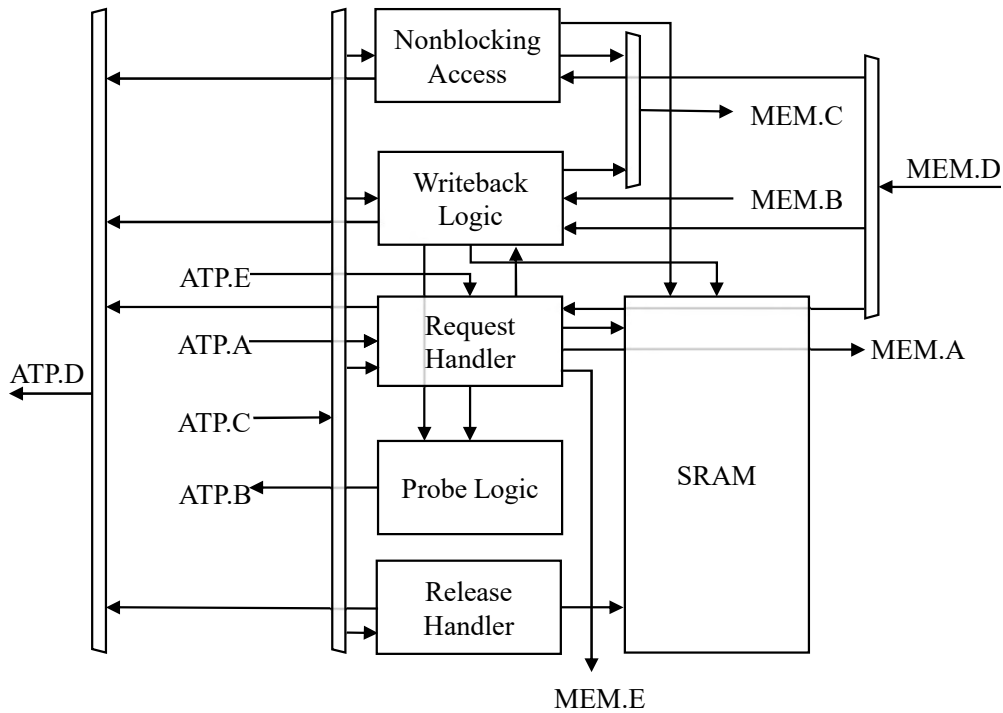 Nonblocking
Access
MEM.C
MEM.D
Writeback
Logic
MEM.B
ATP.E
ATP.A
Request
Handler
MEM.A
ATP.D
ATP.C
ATP.B
Probe Logic
SRAM
Release
Handler
MEM.E